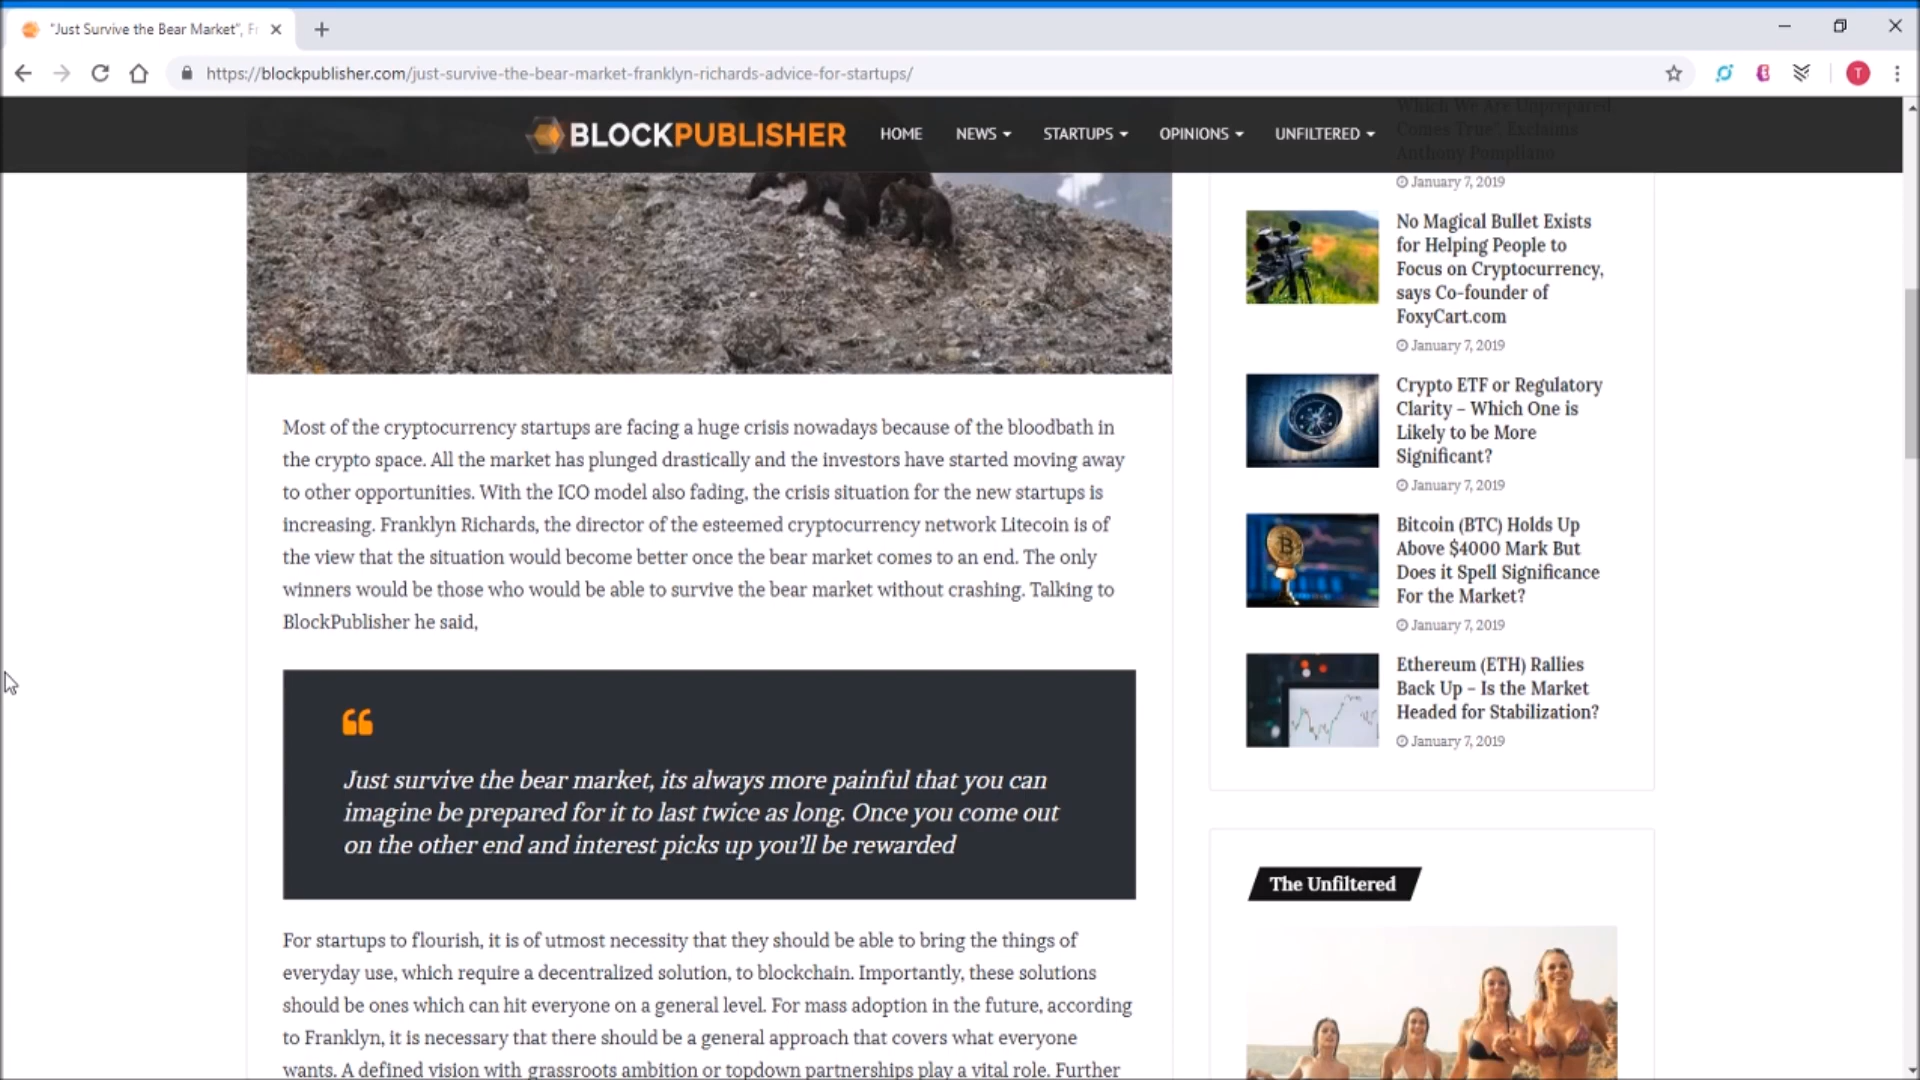 "Just Survive the Bear Market", Fr
https://blockpublisher.com/just-survive-the-bear-market-franklyn-richards-advice-for-startups/
T
BLOCKPUBLISHER
HOME
NEWS
STARTUPS
OPINIONS
UNFILTERED
Which We Are Unprepared,
Comes True", Exclaims
Anthony Pompliano
January 7, 2019
No Magical Bullet Exists
for Helping People to
Focus on Cryptocurrency,
says Co-founder of
FoxyCart.com
January 7, 2019
Crypto ETF or Regulatory
Clarity – Which One is
Likely to be More
Significant?
January 7, 2019
Bitcoin (BTC) Holds Up
Above $4000 Mark But
Does it Spell Significance
For the Market?
January 7, 2019
Ethereum (ETH) Rallies
Back Up – Is the Market
Headed for Stabilization?
January 7, 2019
The Unfiltered
Most of the cryptocurrency startups are facing a huge crisis nowadays because of the bloodbath in
the crypto space. All the market has plunged drastically and the investors have started moving away
to other opportunities. With the ICO model also fading, the crisis situation for the new startups is
increasing. Franklyn Richards, the director of the esteemed cryptocurrency network Litecoin is of
the view that the situation would become better once the bear market comes to an end. The only
winners would be those who would be able to survive the bear market without crashing. Talking to
BlockPublisher he said,
Just survive the bear market, its always more painful that you can
imagine be prepared for it to last twice as long. Once you come out
on the other end and interest picks up you’ll be rewarded
For startups to flourish, it is of utmost necessity that they should be able to bring the things of
everyday use, which require a decentralized solution, to blockchain. Importantly, these solutions
should be ones which can hit everyone on a general level. For mass adoption in the future, according
to Franklyn, it is necessary that there should be a general approach that covers what everyone
wants. A defined vision with grassroots ambition or topdown partnerships play a vital role. Further